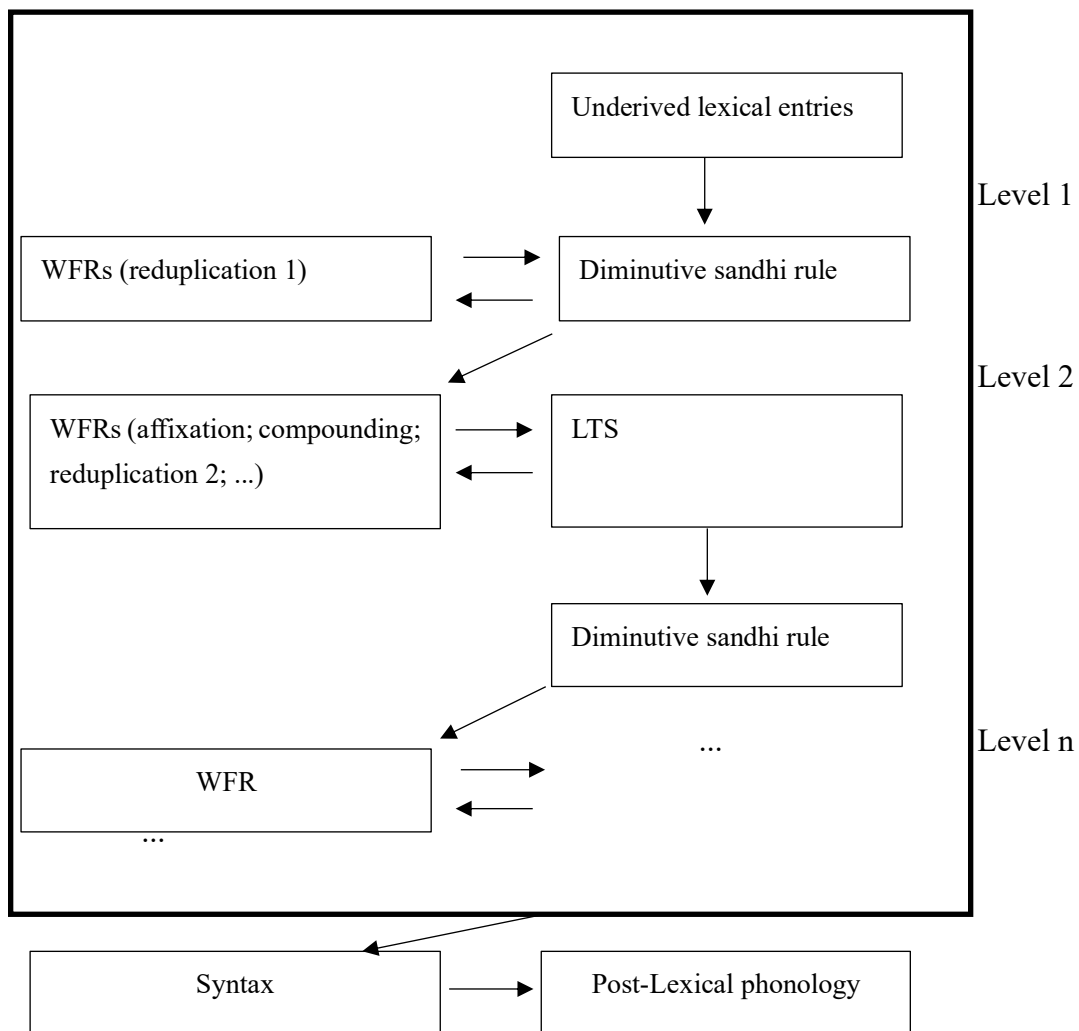 Underived lexical entries
Level 1
WFRs (reduplication 1)
Diminutive sandhi rule
Level 2
WFRs (affixation; compounding;
reduplication 2; ...)
LTS
Diminutive sandhi rule
Level n
...
WFR
...
Syntax
Post-Lexical phonology